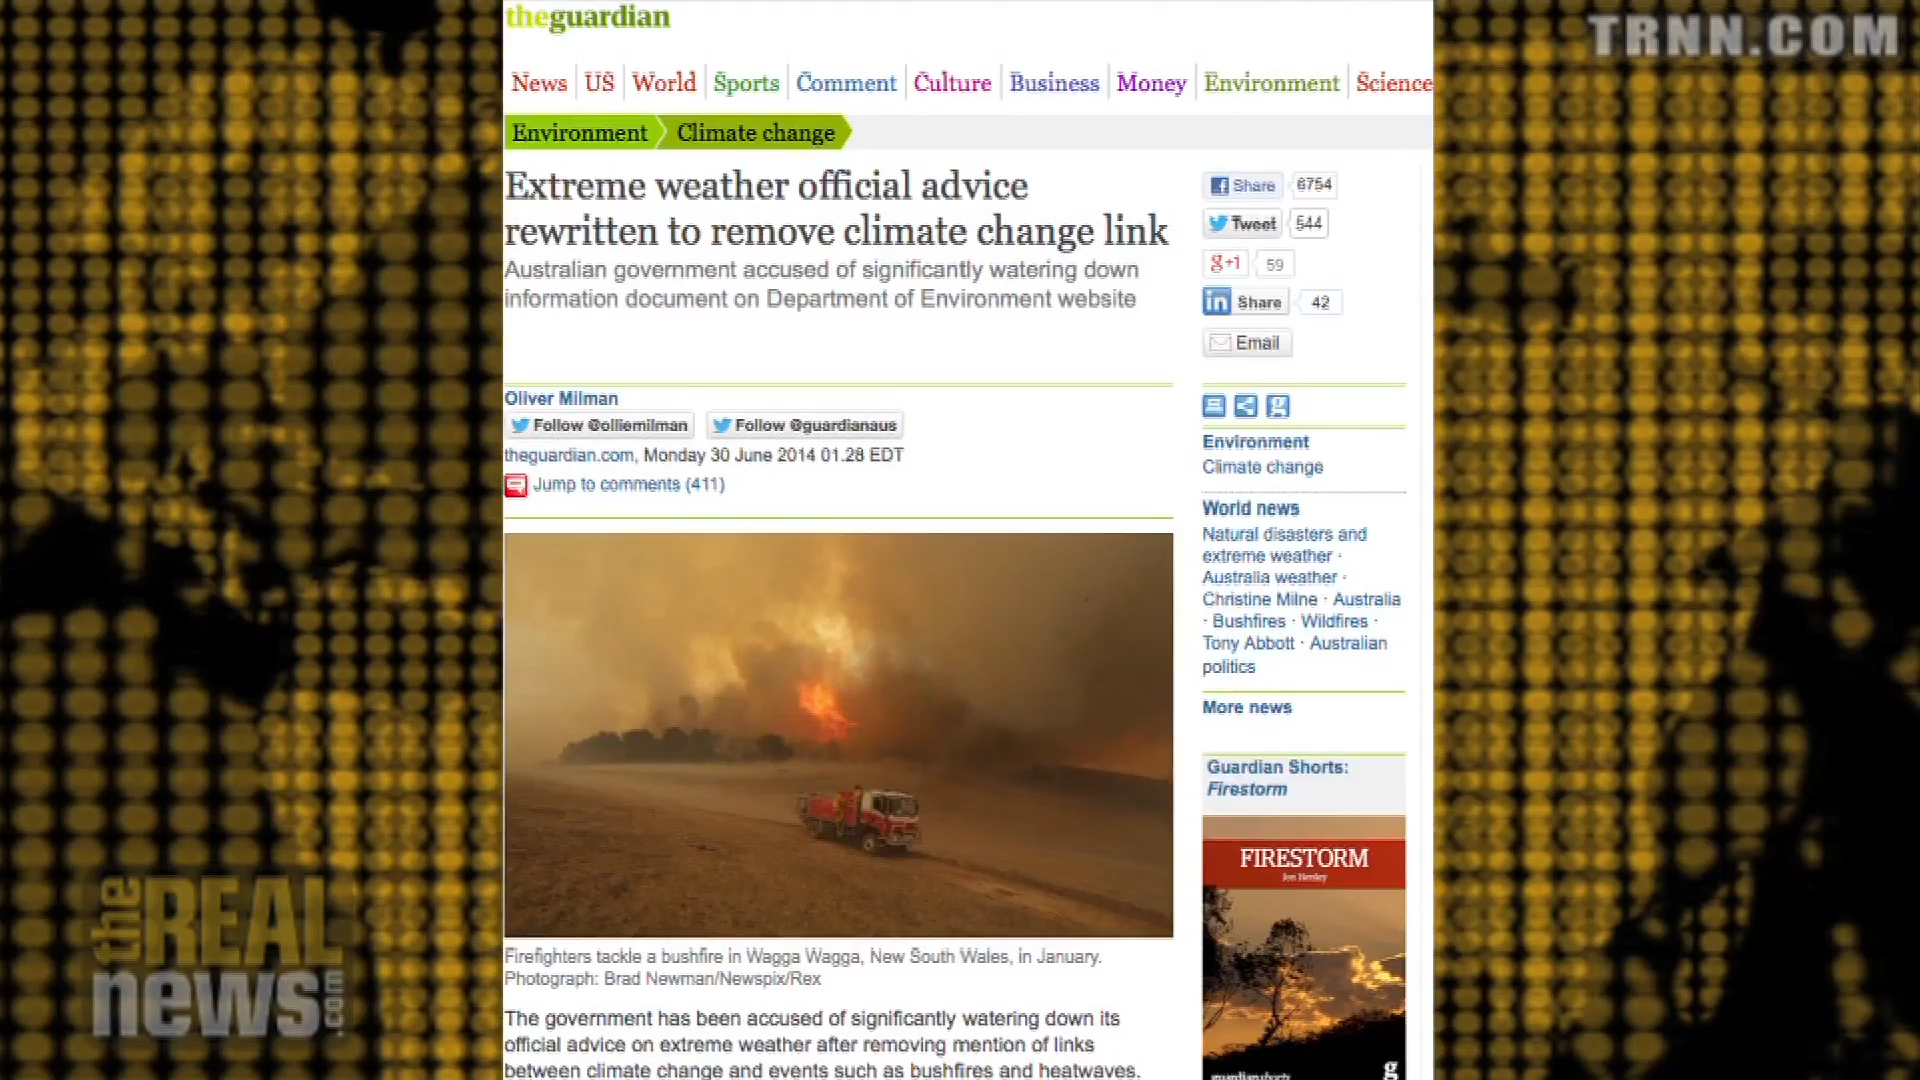 theguardian
TRNN.COM
News US World Sports Comment Culture Business Money Environment Science
Environment Climate change
Extreme weather official advice
rewritten to remove climate change link
Australian government accused of significantly watering down
information document on Department of Environment website
Share 6754
Tweet 544
g+1 59
in Share 42
Email
Oliver Milman
Follow @olliemilman Follow @guardianaus
theguardian.com, Monday 30 June 2014 01.28 EDT
Jump to comments (411)
Environment
Climate change
World news
Natural disasters and
extreme weather ·
Australia weather ·
Christine Milne · Australia
· Bushfires · Wildfires ·
Tony Abbott · Australian
politics
More news
Guardian Shorts:
Firestorm
FIRESTORM
Jon Henley
guardianshorts
g
Firefighters tackle a bushfire in Wagga Wagga, New South Wales, in January.
Photograph: Brad Newman/Newspix/Rex
The government has been accused of significantly watering down its
official advice on extreme weather after removing mention of links
between climate change and events such as bushfires and heatwaves.
the
REAL
news.com